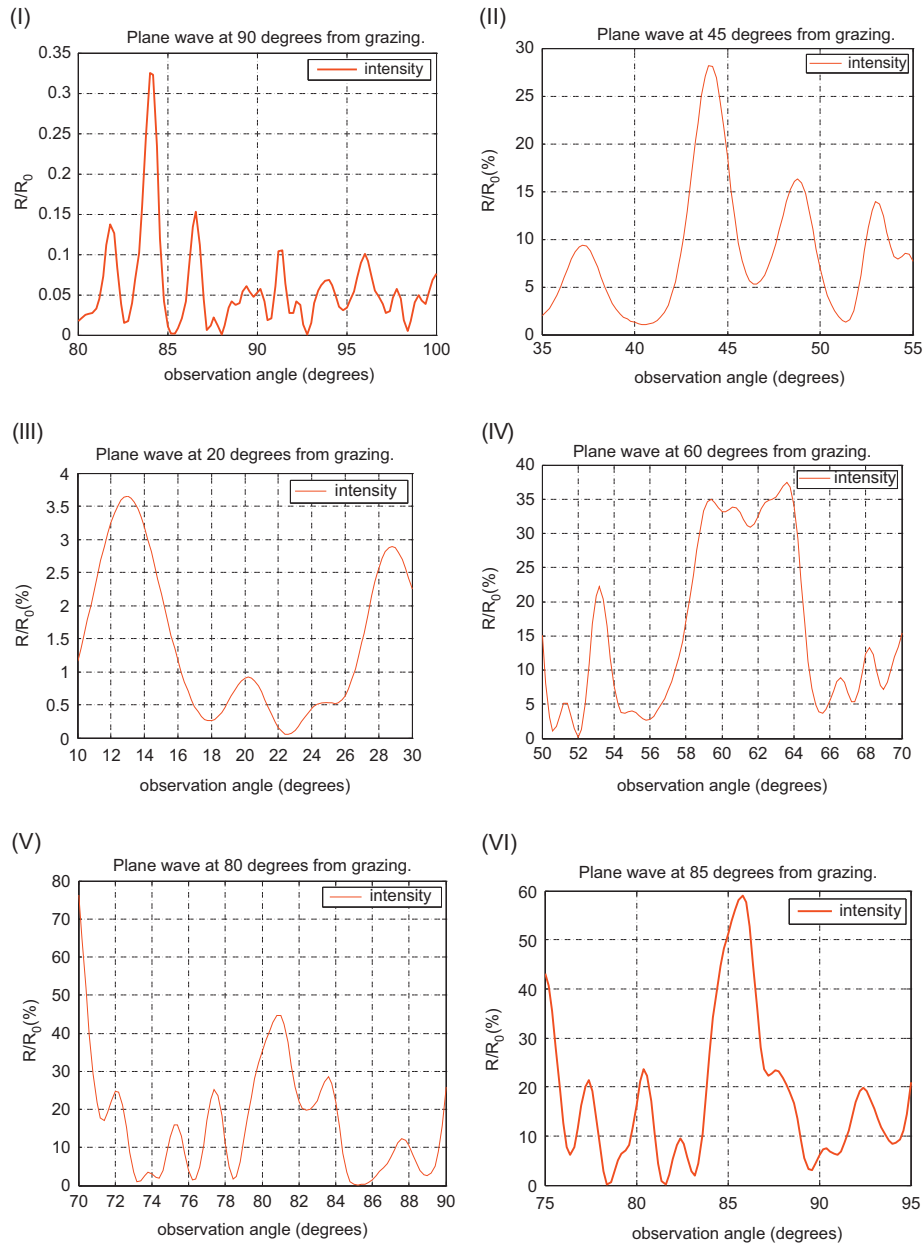 (I)
Plane wave at 90 degrees from grazing.
0.35
0.3
0.25
0.2
0.15
0.1
0.05
0
R/R0
intensity
80 85 90 95 100
observation angle (degrees)
(II)
Plane wave at 45 degrees from grazing.
30
25
20
15
10
5
0
R/R0(%)
intensity
35 40 45 50 55
observation angle (degrees)
(III)
Plane wave at 20 degrees from grazing.
4
3.5
3
2.5
2
1.5
1
0.5
0
R/R0(%)
intensity
10 13 14 16 18 20 22 24 26 28 30
observation angle (degrees)
(IV)
Plane wave at 60 degrees from grazing.
40
35
30
25
20
15
10
5
0
R/R0(%)
intensity
50 52 54 56 58 60 62 64 66 68 70
observation angle (degrees)
(V)
Plane wave at 80 degrees from grazing.
80
70
60
50
40
30
20
10
0
R/R0(%)
intensity
70 72 74 76 78 80 81 84 86 88 90
observation angle (degrees)
(VI)
Plane wave at 85 degrees from grazing.
60
50
40
30
20
10
0
R/R0(%)
intensity
75 80 85 90 95
observation angle (degrees)